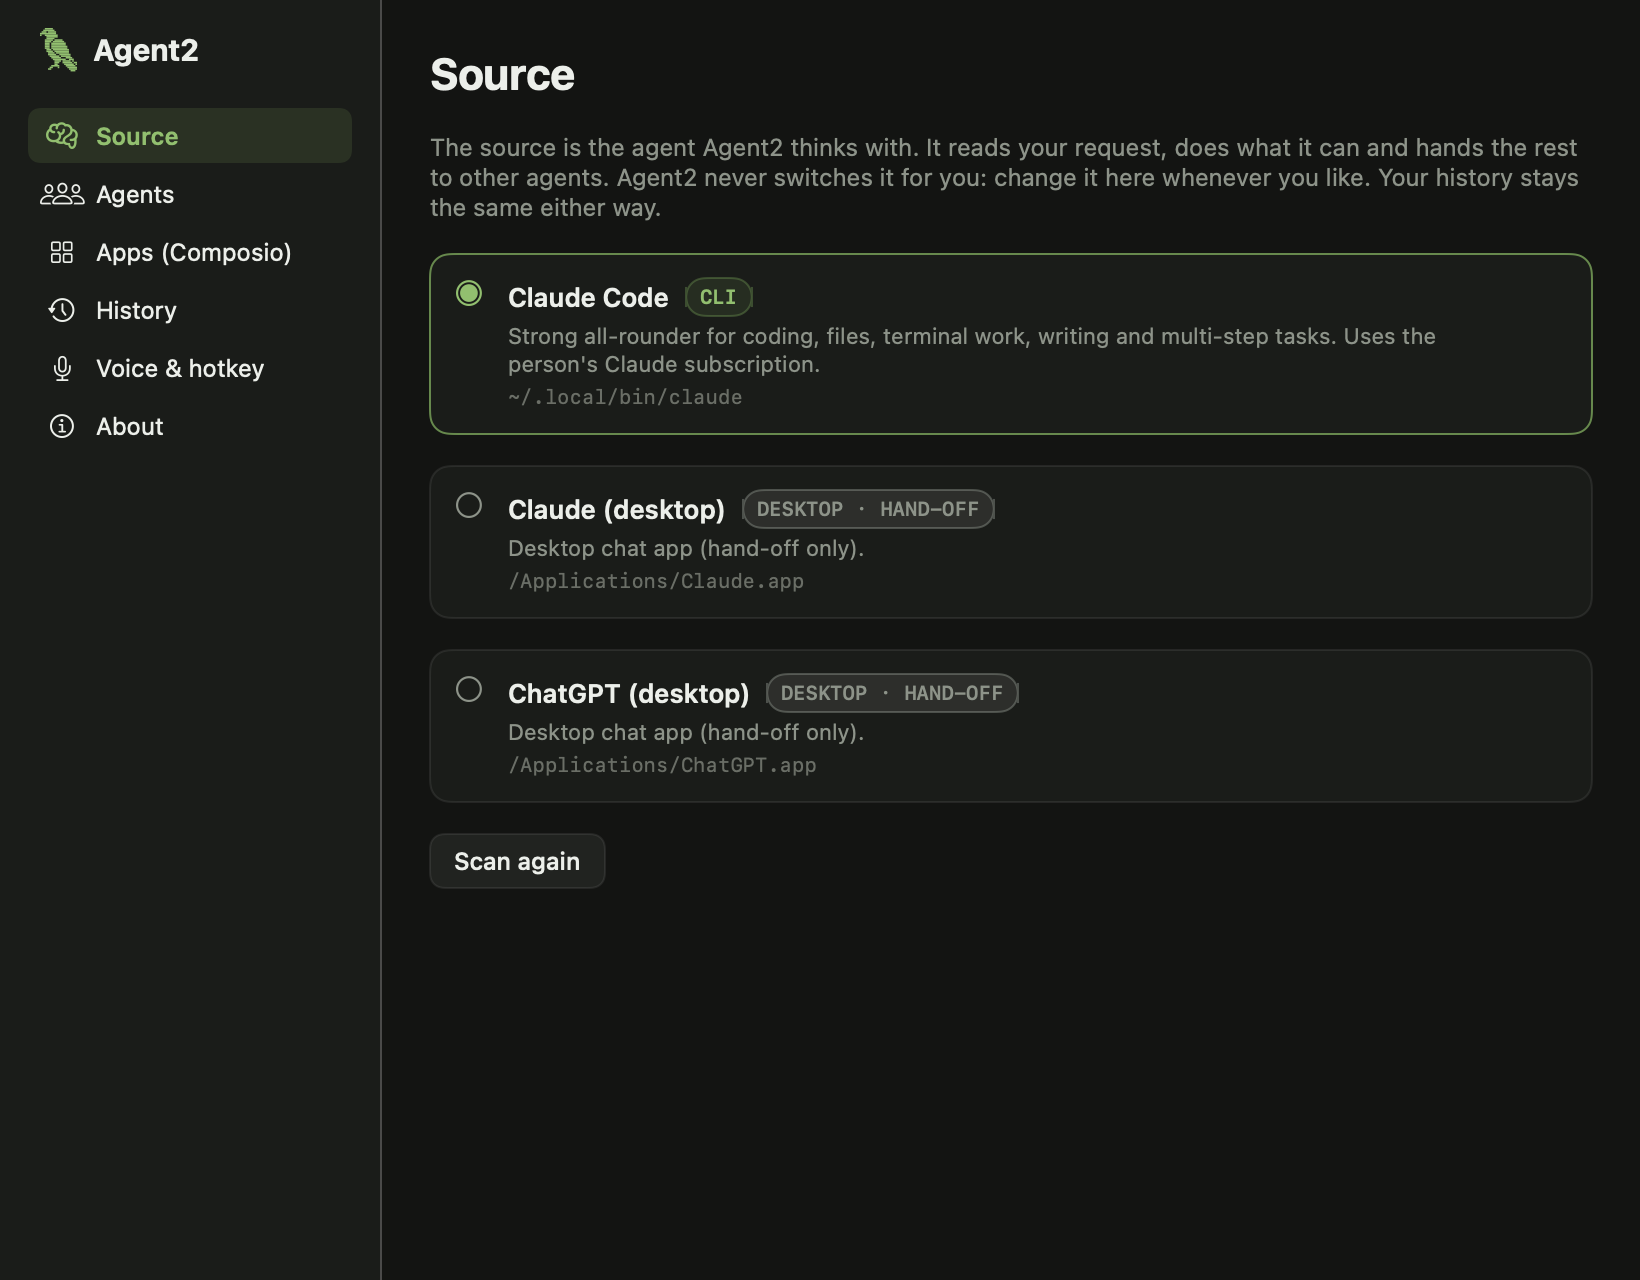 Agent2
Source
Agents
Apps (Composio)
History
Voice & hotkey
About
Source
The source is the agent Agent2 thinks with. It reads your request, does what it can and hands the rest
to other agents. Agent2 never switches it for you: change it here whenever you like. Your history stays
the same either way.
Claude Code CLI
Strong all-rounder for coding, files, terminal work, writing and multi-step tasks. Uses the
person's Claude subscription.
~/.local/bin/claude
Claude (desktop) DESKTOP · HAND-OFF
Desktop chat app (hand-off only).
/Applications/Claude.app
ChatGPT (desktop) DESKTOP · HAND-OFF
Desktop chat app (hand-off only).
/Applications/ChatGPT.app
Scan again